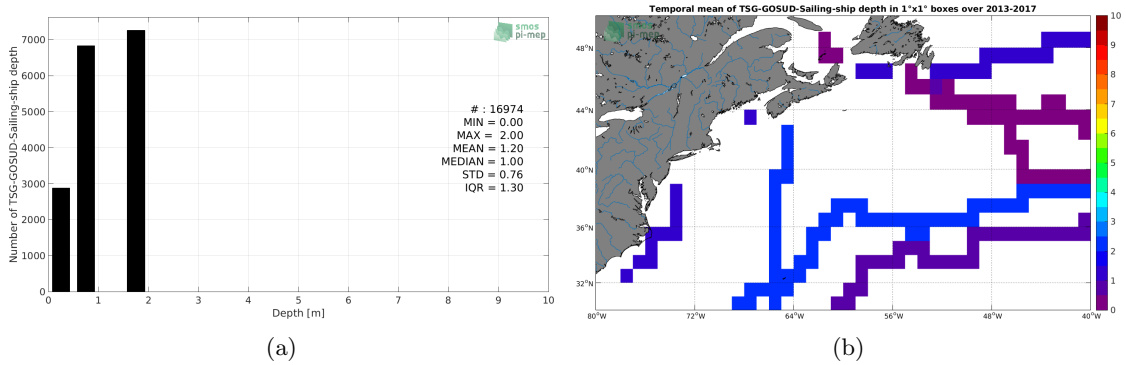 Temporal mean of TSG-GOSUD-Sailing-ship depth in 1°x1° boxes over 2013-2017
smos
pi-mep
Number of TSG-GOSUD-Sailing-ship depth
7000
6000
5000
4000
3000
2000
1000
0
# : 16974
MIN = 0.00
MAX = 2.00
MEAN = 1.20
MEDIAN = 1.00
STD = 0.76
IQR = 1.30
0 1 2 3 4 5 6 7 8 9 10
Depth [m]
(a)
smos
pi-mep
48°N
44°N
40°N
36°N
32°N
80°W 72°W 64°W 56°W 48°W 40°W
10
9
8
7
6
5
4
3
2
1
0
(b)